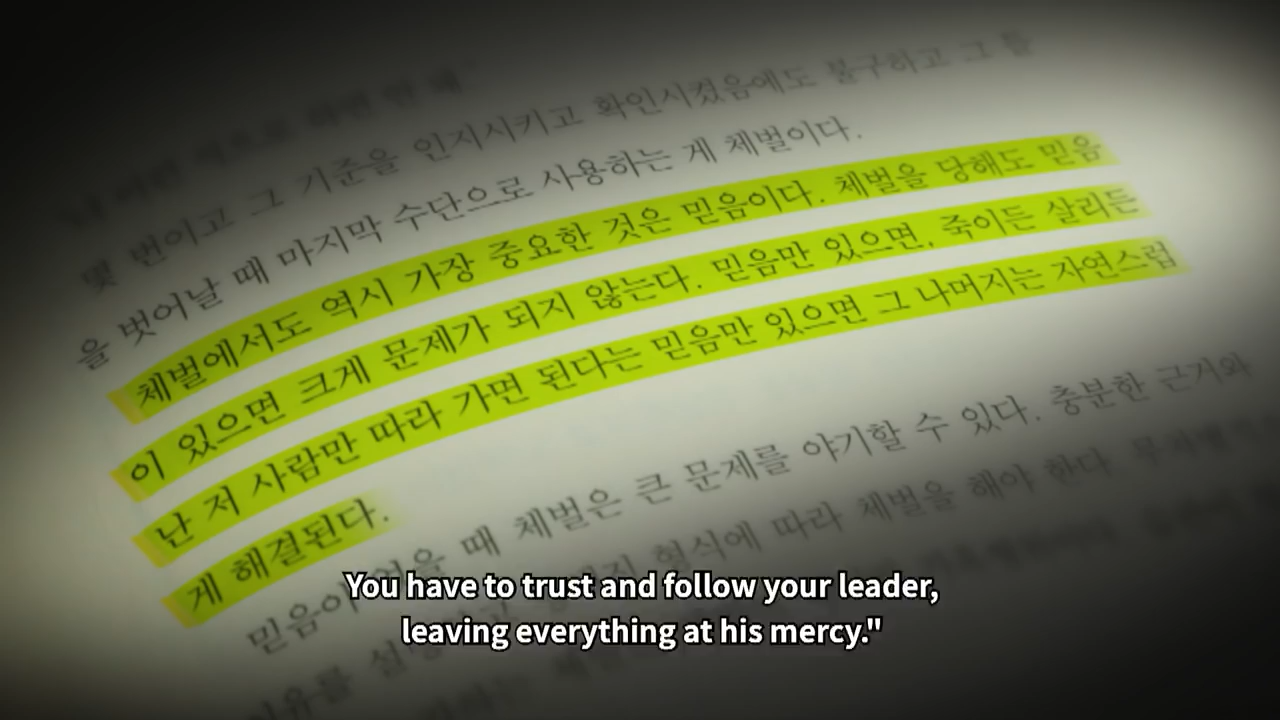 몇 번이고 그 기준을 인지시키고 확인시켰음에도 불구하고 그 틀
을 벗어날 때 마지막 수단으로 사용하는 게 체벌이다.
체벌에서도 역시 가장 중요한 것은 믿음이다. 체벌을 당해도 믿음
이 있으면 크게 문제가 되지 않는다. 믿음만 있으면, 죽이든 살리든
난 저 사람만 따라 가면 된다는 믿음만 있으면 그 나머지는 자연스럽
게 해결된다.
믿음이 없을 때 체벌은 큰 문제를 야기할 수 있다. 충분한 근거와
형식에 따라 체벌을 해야 한다.
You have to trust and follow your leader,
leaving everything at his mercy."